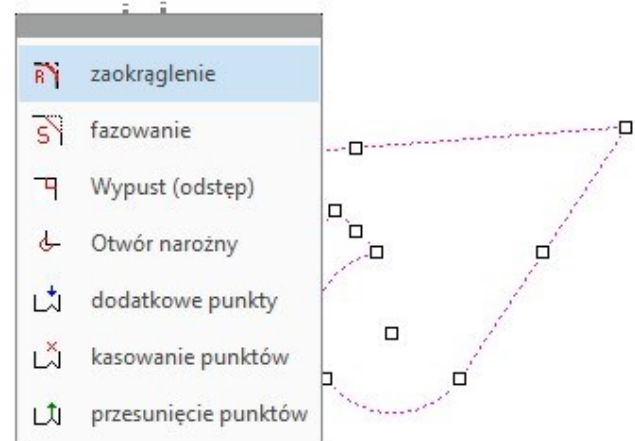 zaokrąglenie
fazowanie
Wypust (odstęp)
Otwór narożny
dodatkowe punkty
kasowanie punktów
przesunięcie punktów